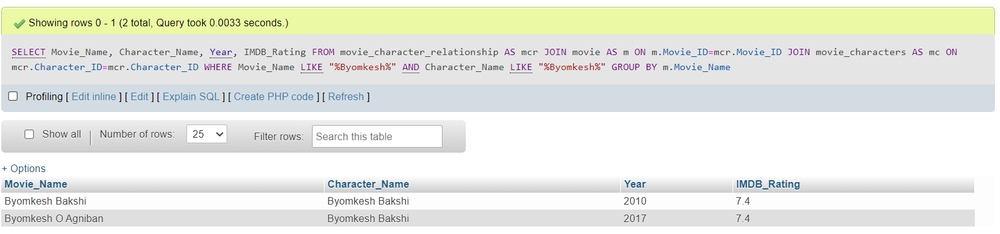 Showing rows 0 - 1 (2 total, Query took 0.0033 seconds.)
SELECT Movie_Name, Character_Name, Year, IMDB_Rating FROM movie_character_relationship AS mcr JOIN movie AS m ON m.Movie_ID=mcr.Movie_ID JOIN movie_characters AS mc ON
mcr.Character_ID=mcr.Character_ID WHERE Movie_Name LIKE "%Byomkesh%" AND Character_Name LIKE "%Byomkesh%" GROUP BY m.Movie_Name
Profiling [ Edit inline ] [ Edit ] [ Explain SQL ] [ Create PHP code ] [ Refresh ]
Show all Number of rows: 25 Filter rows: Search this table
+ Options
Movie_Name Character_Name Year IMDB_Rating
Byomkesh Bakshi Byomkesh Bakshi 2010 7.4
Byomkesh O Agniban Byomkesh Bakshi 2017 7.4